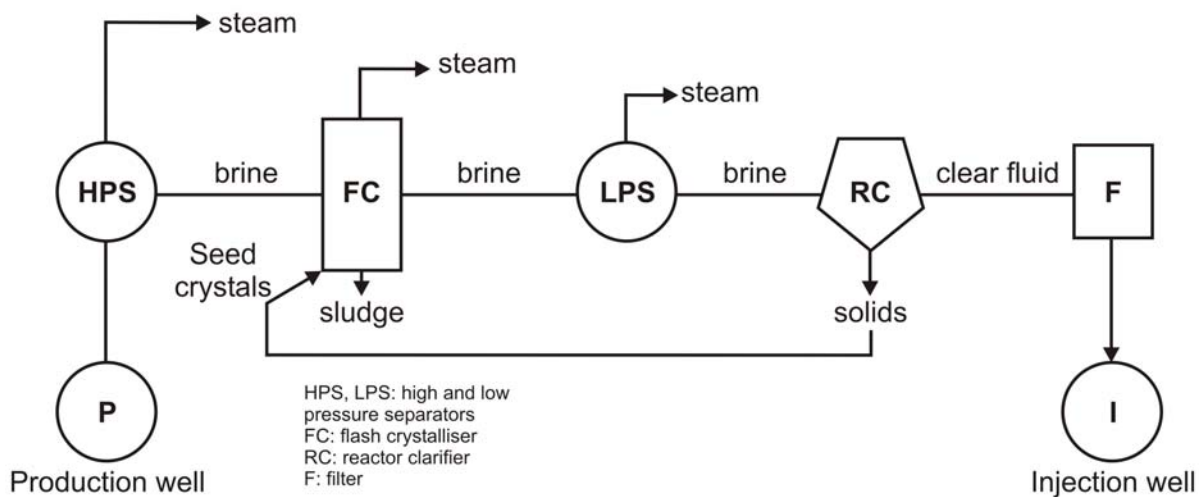 steam
steam
steam
HPS
brine
FC
brine
LPS
brine
RC
clear fluid
F
Seed
crystals
sludge
solids
P
HPS, LPS: high and low
pressure separators
FC: flash crystalliser
RC: reactor clarifier
F: filter
I
Production well
Injection well